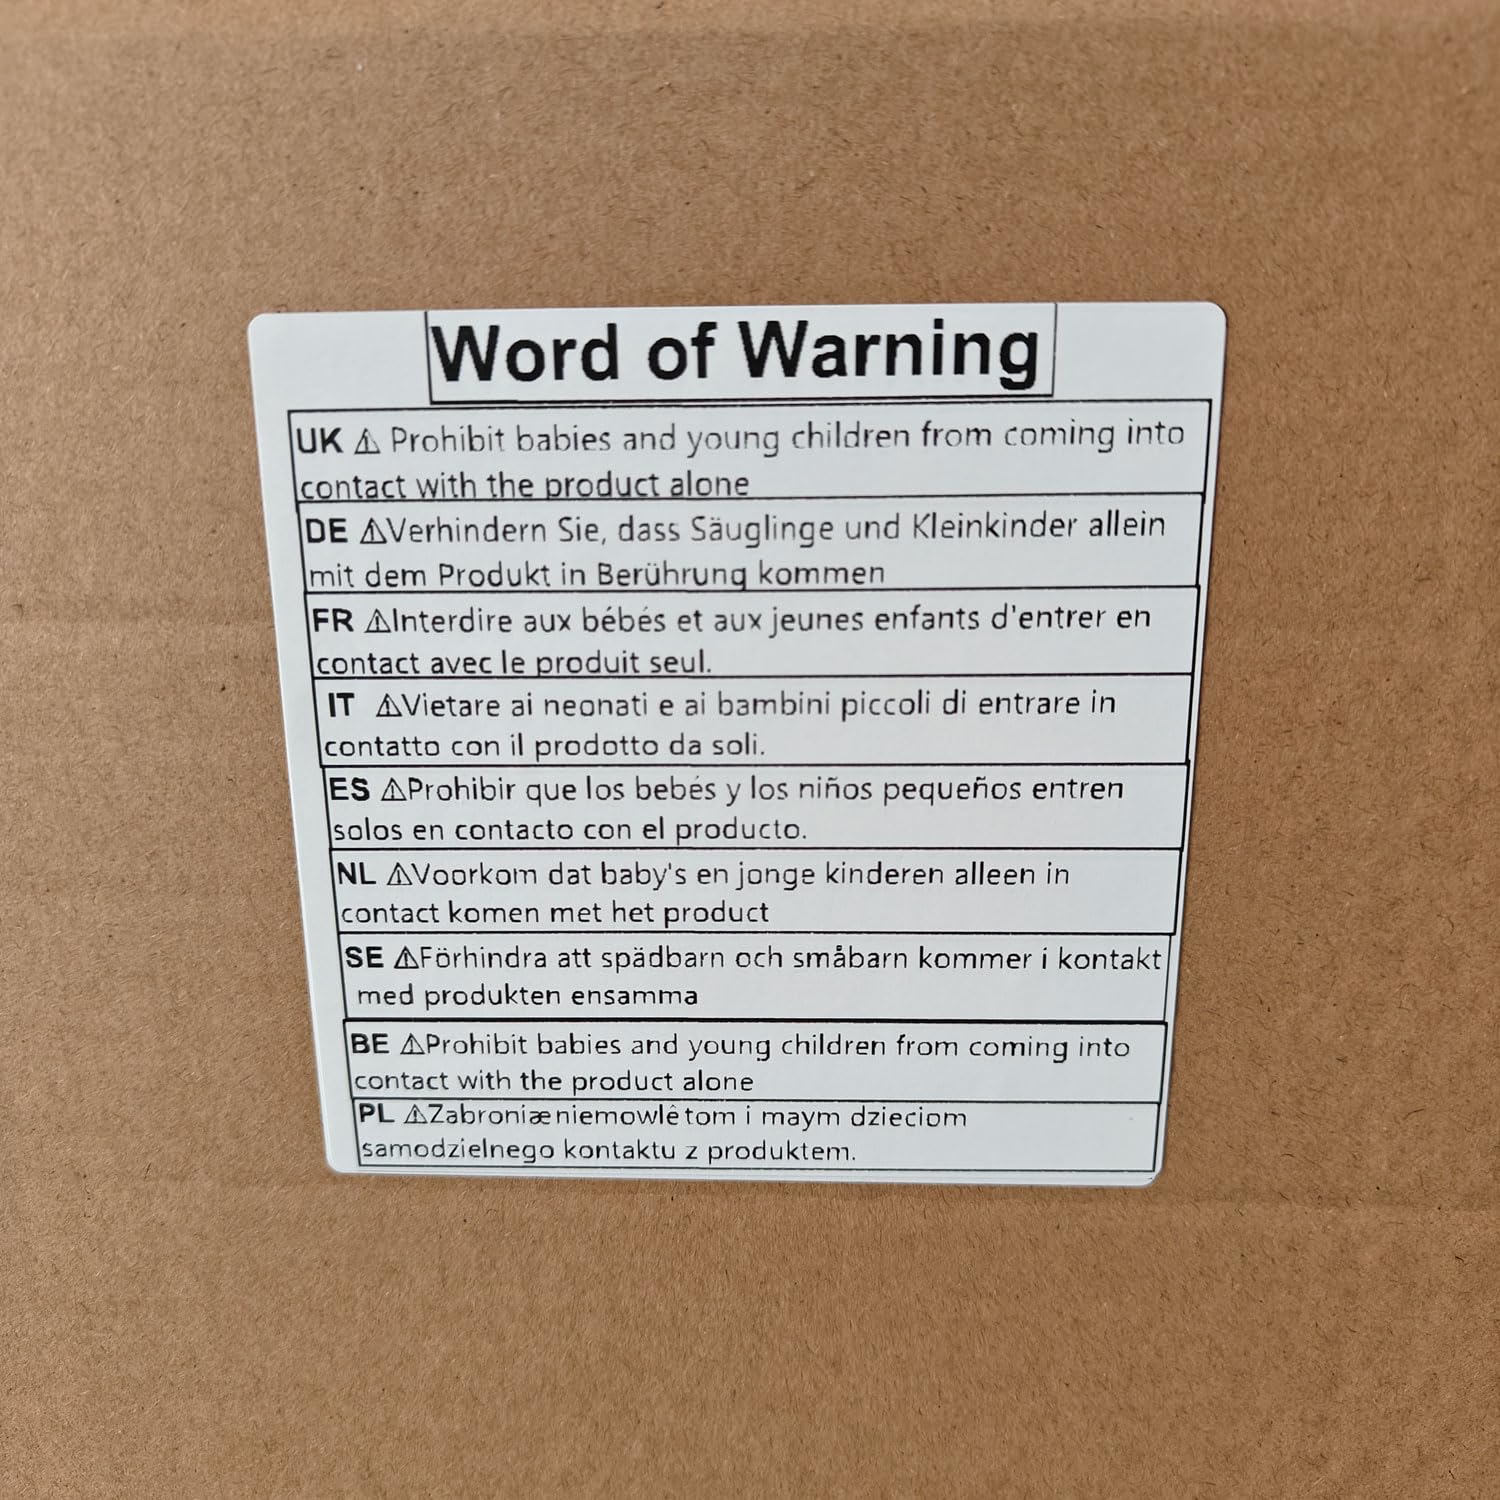 Word of Warning
UK ⚠ Prohibit babies and young children from coming into
contact with the product alone
DE ⚠Verhindern Sie, dass Säuglinge und Kleinkinder allein
mit dem Produkt in Berührung kommen
FR ⚠Interdire aux bébés et aux jeunes enfants d'entrer en
contact avec le produit seul.
IT ⚠Vietare ai neonati e ai bambini piccoli di entrare in
contatto con il prodotto da soli.
ES ⚠Prohibir que los bebés y los niños pequeños entren
solos en contacto con el producto.
NL ⚠Voorkom dat baby's en jonge kinderen alleen in
contact komen met het product
SE ⚠Förhindra att spädbarn och småbarn kommer i kontakt
med produkten ensamma
BE ⚠Prohibit babies and young children from coming into
contact with the product alone
PL ⚠Zabroniæniemowlêtom i maym dzieciom
samodzielnego kontaktu z produktem.